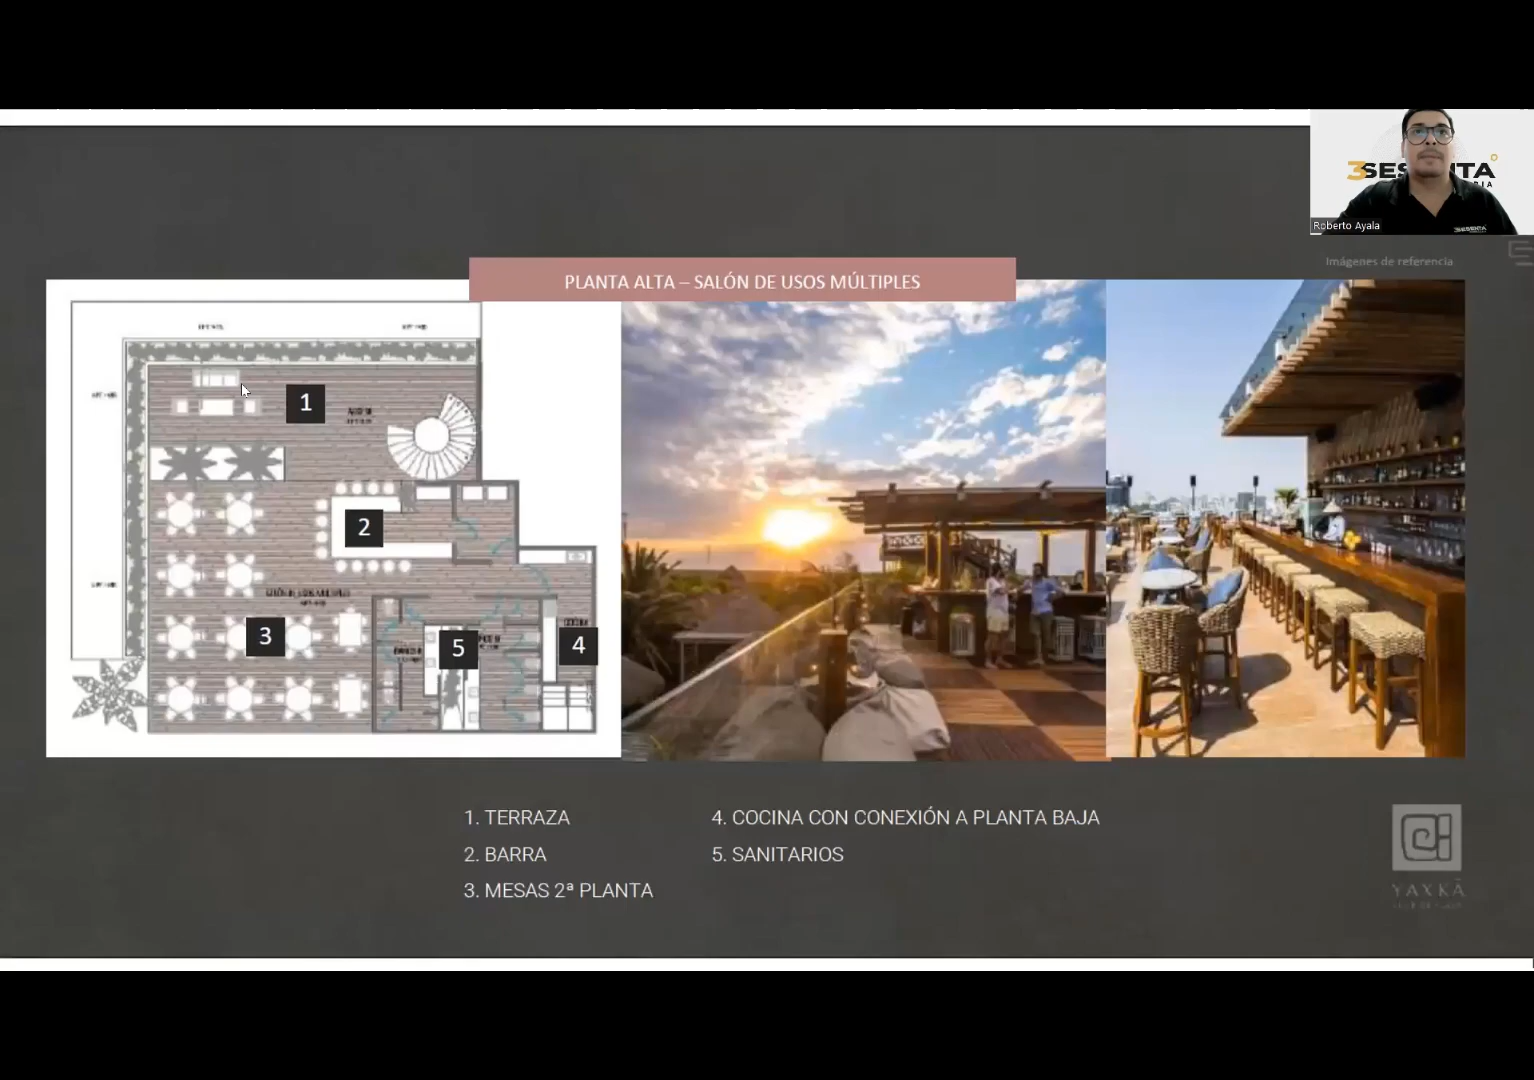 Roberto Ayala
Imágenes de referencia
PLANTA ALTA – SALÓN DE USOS MÚLTIPLES
1
2
3
5
4
1. TERRAZA
2. BARRA
3. MESAS 2ª PLANTA
4. COCINA CON CONEXIÓN A PLANTA BAJA
5. SANITARIOS
YAXKÁ